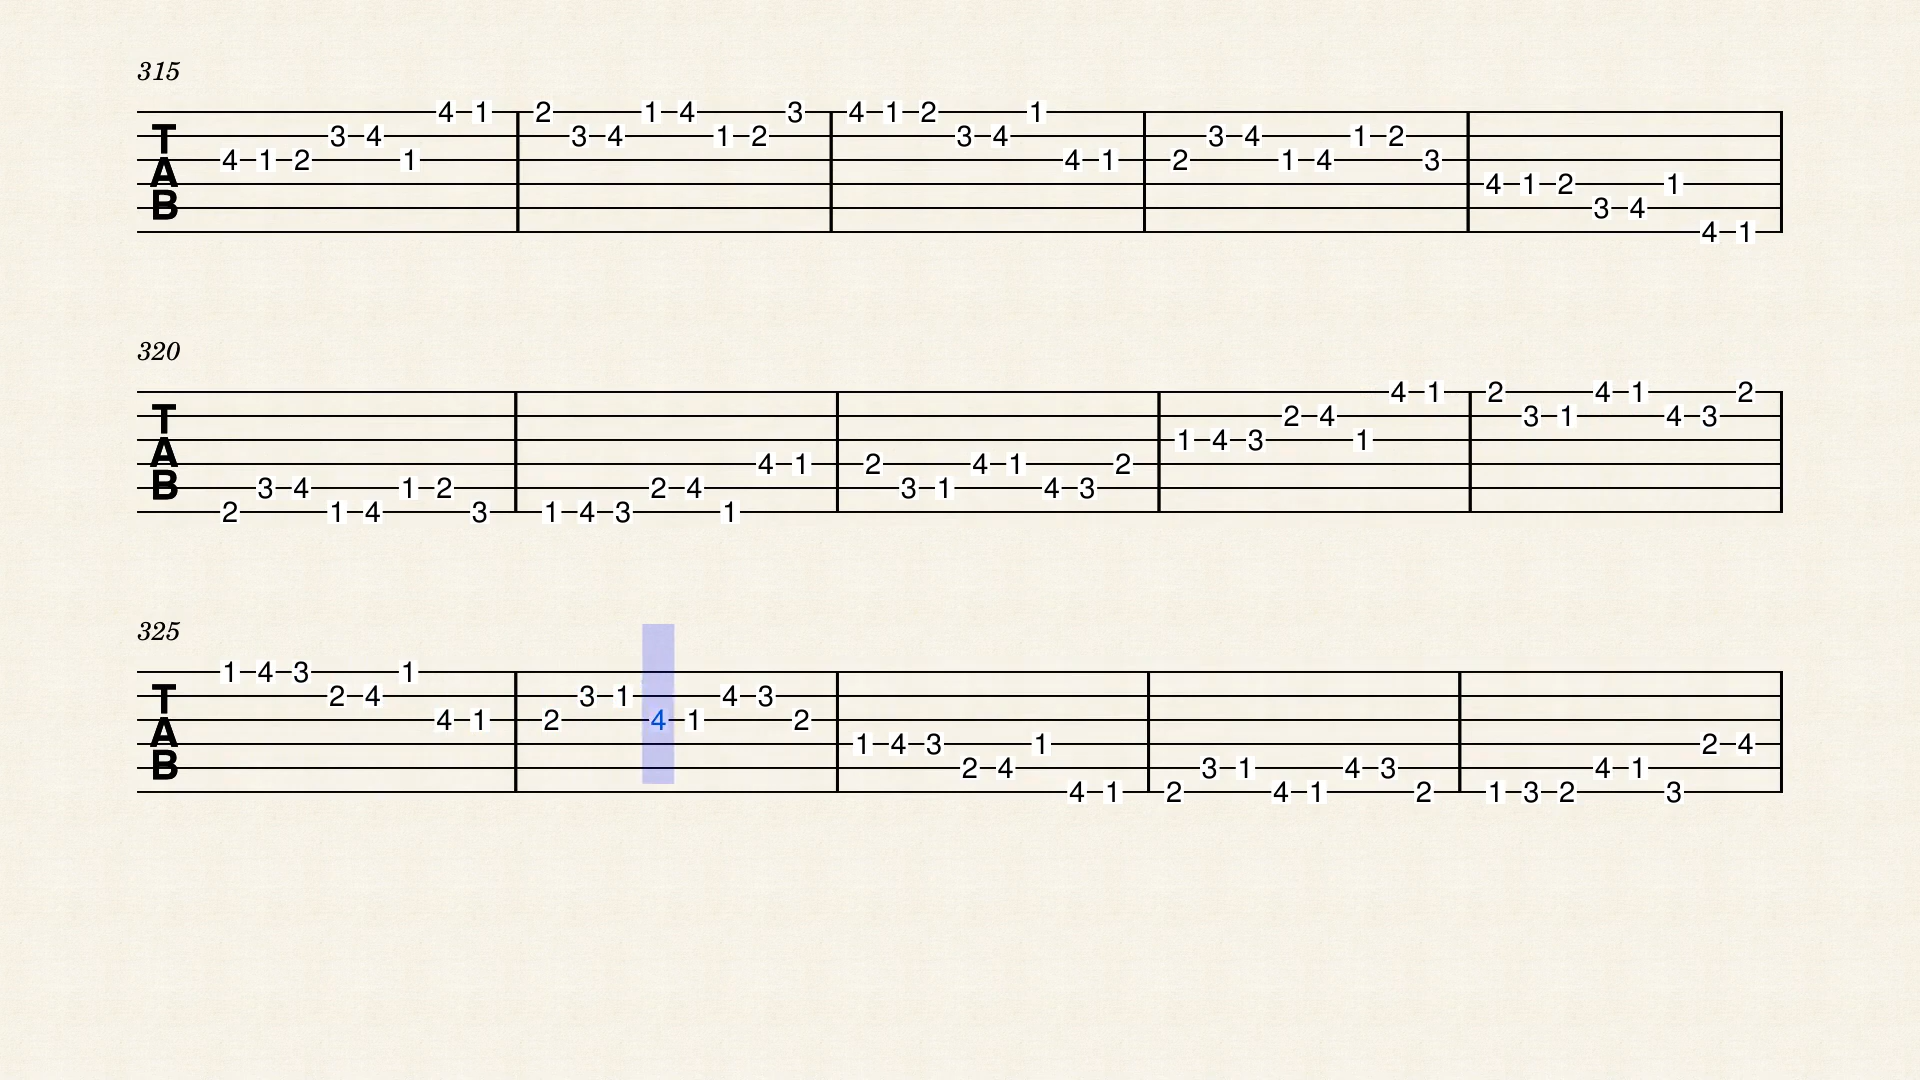 315
4 1 2 3 4 1 4 1 2 3 4 1 4 1 2 3 4 1 2 3 4 1 4 1 2 3 4 1 4 1 2 3 4 1 2 3 4 1 4 1
TAB
320
2 3 4 1 4 1 2 3 1 4 3 2 4 1 4 1 2 3 1 4 1 4 3 2 1 4 3 2 4 1 4 1 2 3 1 4 1 4 3 2
TAB
325
1 4 3 2 4 1 4 1 2 3 1 4 1 4 3 2 1 4 3 2 4 1 4 1 2 3 1 4 1 4 3 2 1 3 2 4 1 3 2 4
TAB